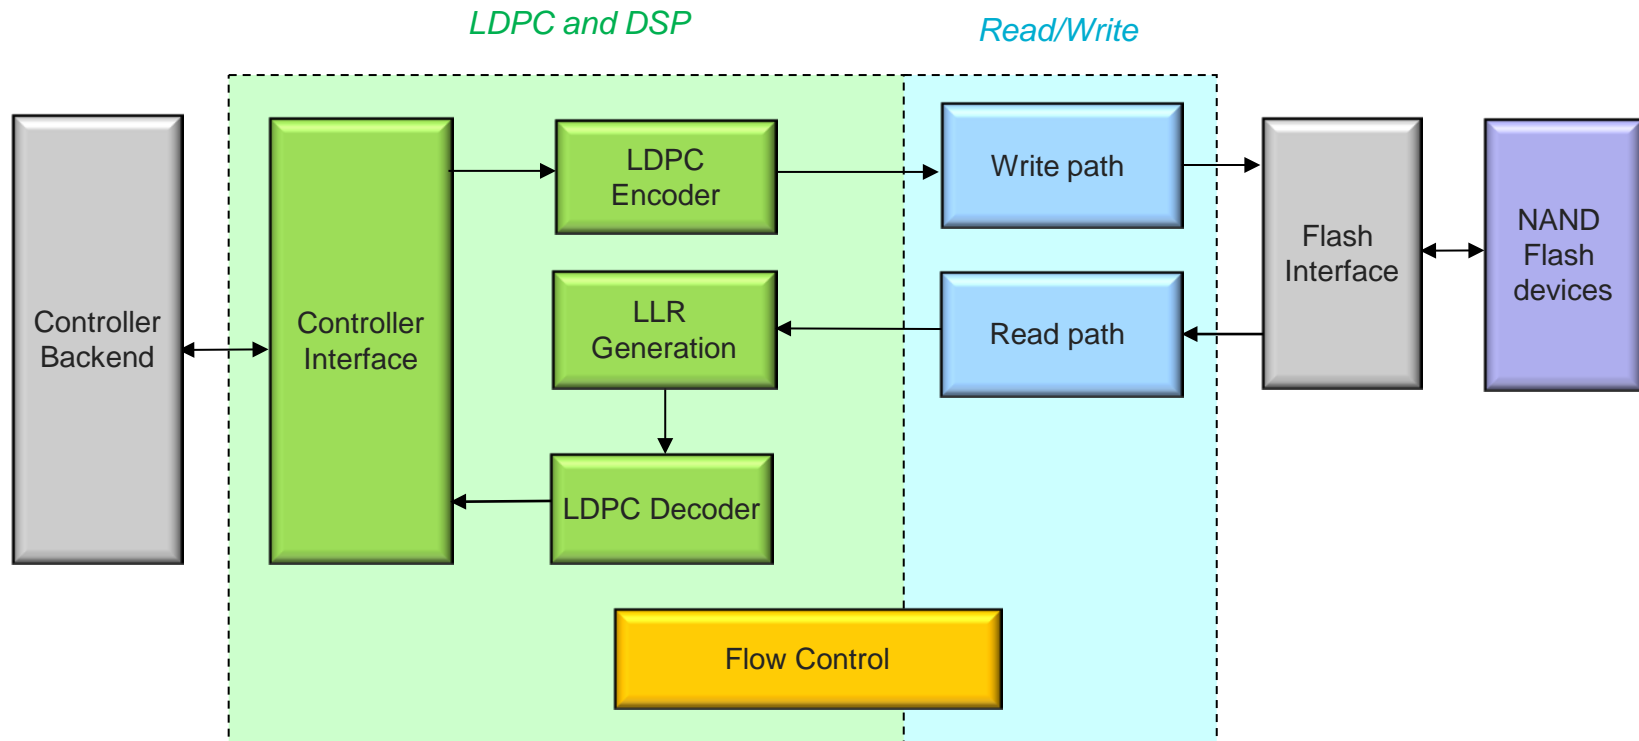 LDPC and DSP
Read/Write
Controller
Backend
Controller
Interface
LDPC
Encoder
LLR
Generation
LDPC Decoder
Write path
Read path
Flash
Interface
NAND
Flash
devices
Flow Control